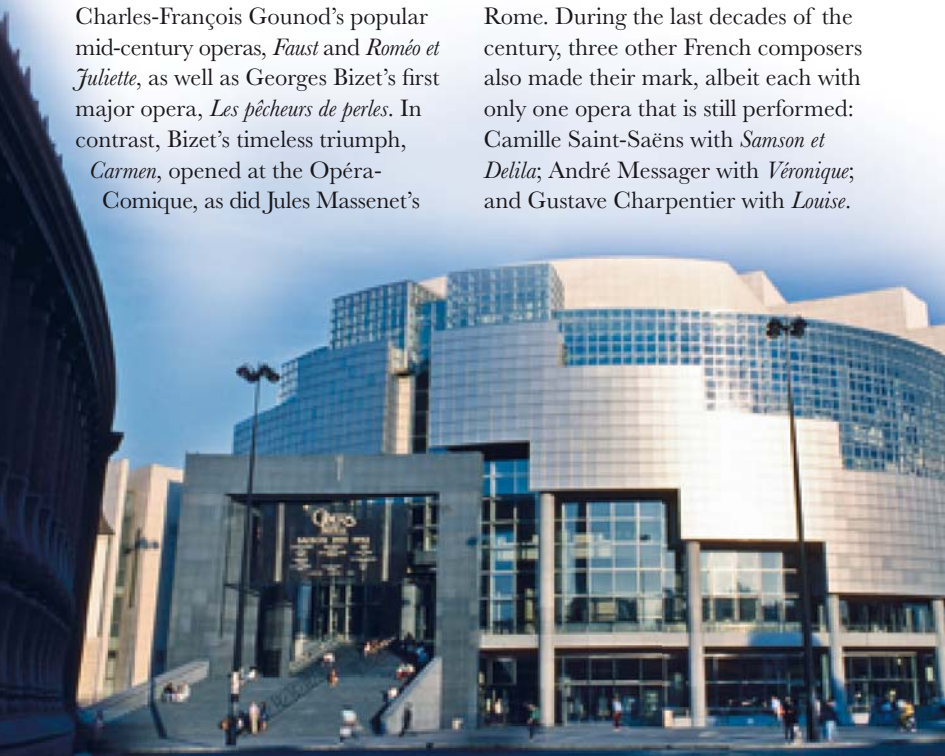 Charles-François Gounod’s popular
mid-century operas, Faust and Roméo et
Juliette, as well as Georges Bizet’s first
major opera, Les pêcheurs de perles. In
contrast, Bizet’s timeless triumph,
Carmen, opened at the Opéra-
Comique, as did Jules Massenet’s
Rome. During the last decades of the
century, three other French composers
also made their mark, albeit each with
only one opera that is still performed:
Camille Saint-Saëns with Samson et
Delila; André Messager with Véronique;
and Gustave Charpentier with Louise.